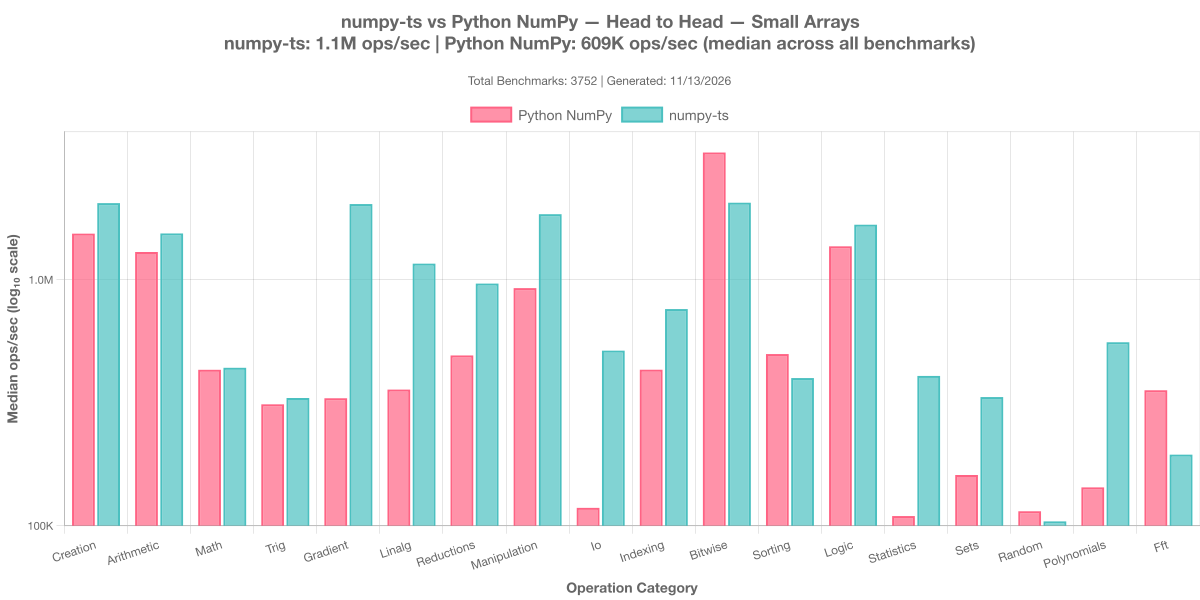 numpy-ts vs Python NumPy — Head to Head — Small Arrays
numpy-ts: 1.1M ops/sec | Python NumPy: 609K ops/sec (median across all benchmarks)
Total Benchmarks: 3752 | Generated: 11/13/2026
Python NumPy
numpy-ts
Median ops/sec (log₁₀ scale)
1.0M
100K
Creation
Arithmetic
Math
Trig
Gradient
Linalg
Reductions
Manipulation
Io
Indexing
Bitwise
Sorting
Logic
Statistics
Sets
Random
Polynomials
Fft
Operation Category